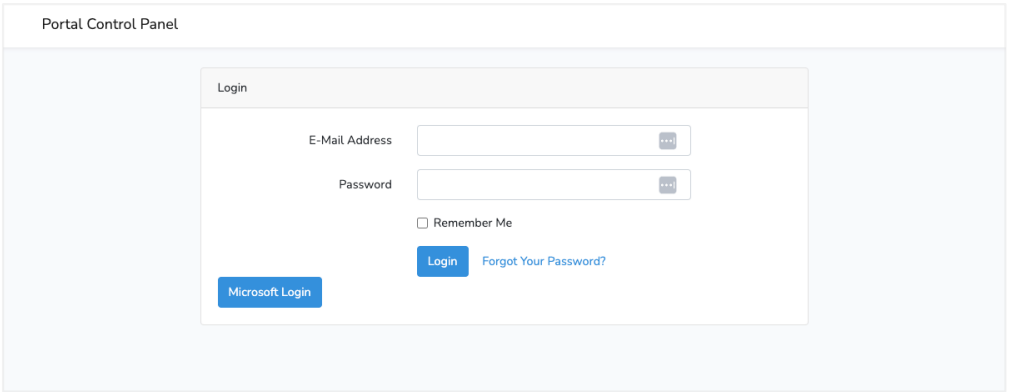 Portal Control Panel
Login
E-Mail Address
Password
Remember Me
Login Forgot Your Password?
Microsoft Login